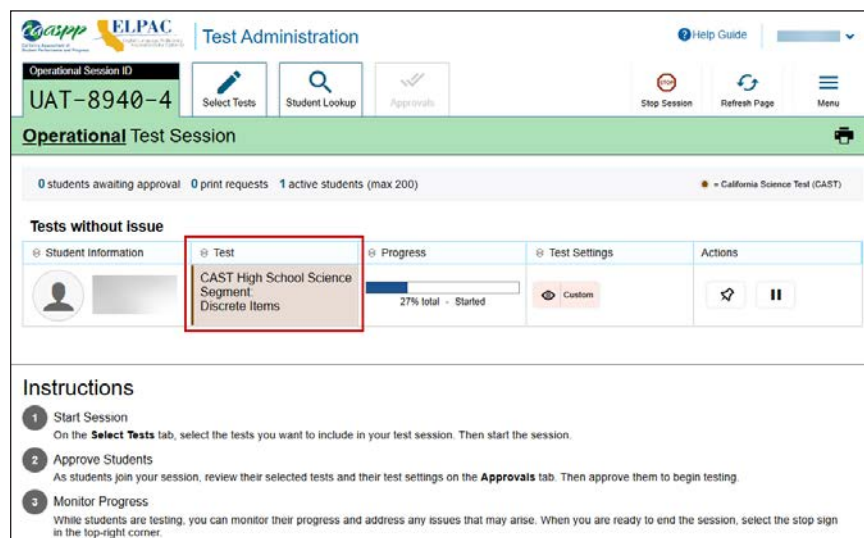 caaspp
ELPAC
Test Administration
Help Guide
Operational Session ID
UAT-8940-4
Select Tests
Student Lookup
Approvals
STOP
Stop Session
Refresh Page
Menu
Operational Test Session
0 students awaiting approval 0 print requests 1 active students (max 200)
= California Science Test (CAST)
Tests without issue
Student Information Test Progress Test Settings Actions
CAST High School Science
Segment:
Discrete Items
27% total - Started
Custom
Instructions
1 Start Session
On the Select Tests tab, select the tests you want to include in your test session. Then start the session.
2 Approve Students
As students join your session, review their selected tests and their test settings on the Approvals tab. Then approve them to begin testing.
3 Monitor Progress
While students are testing, you can monitor their progress and address any issues that may arise. When you are ready to end the session, select the stop sign
in the top-right corner.